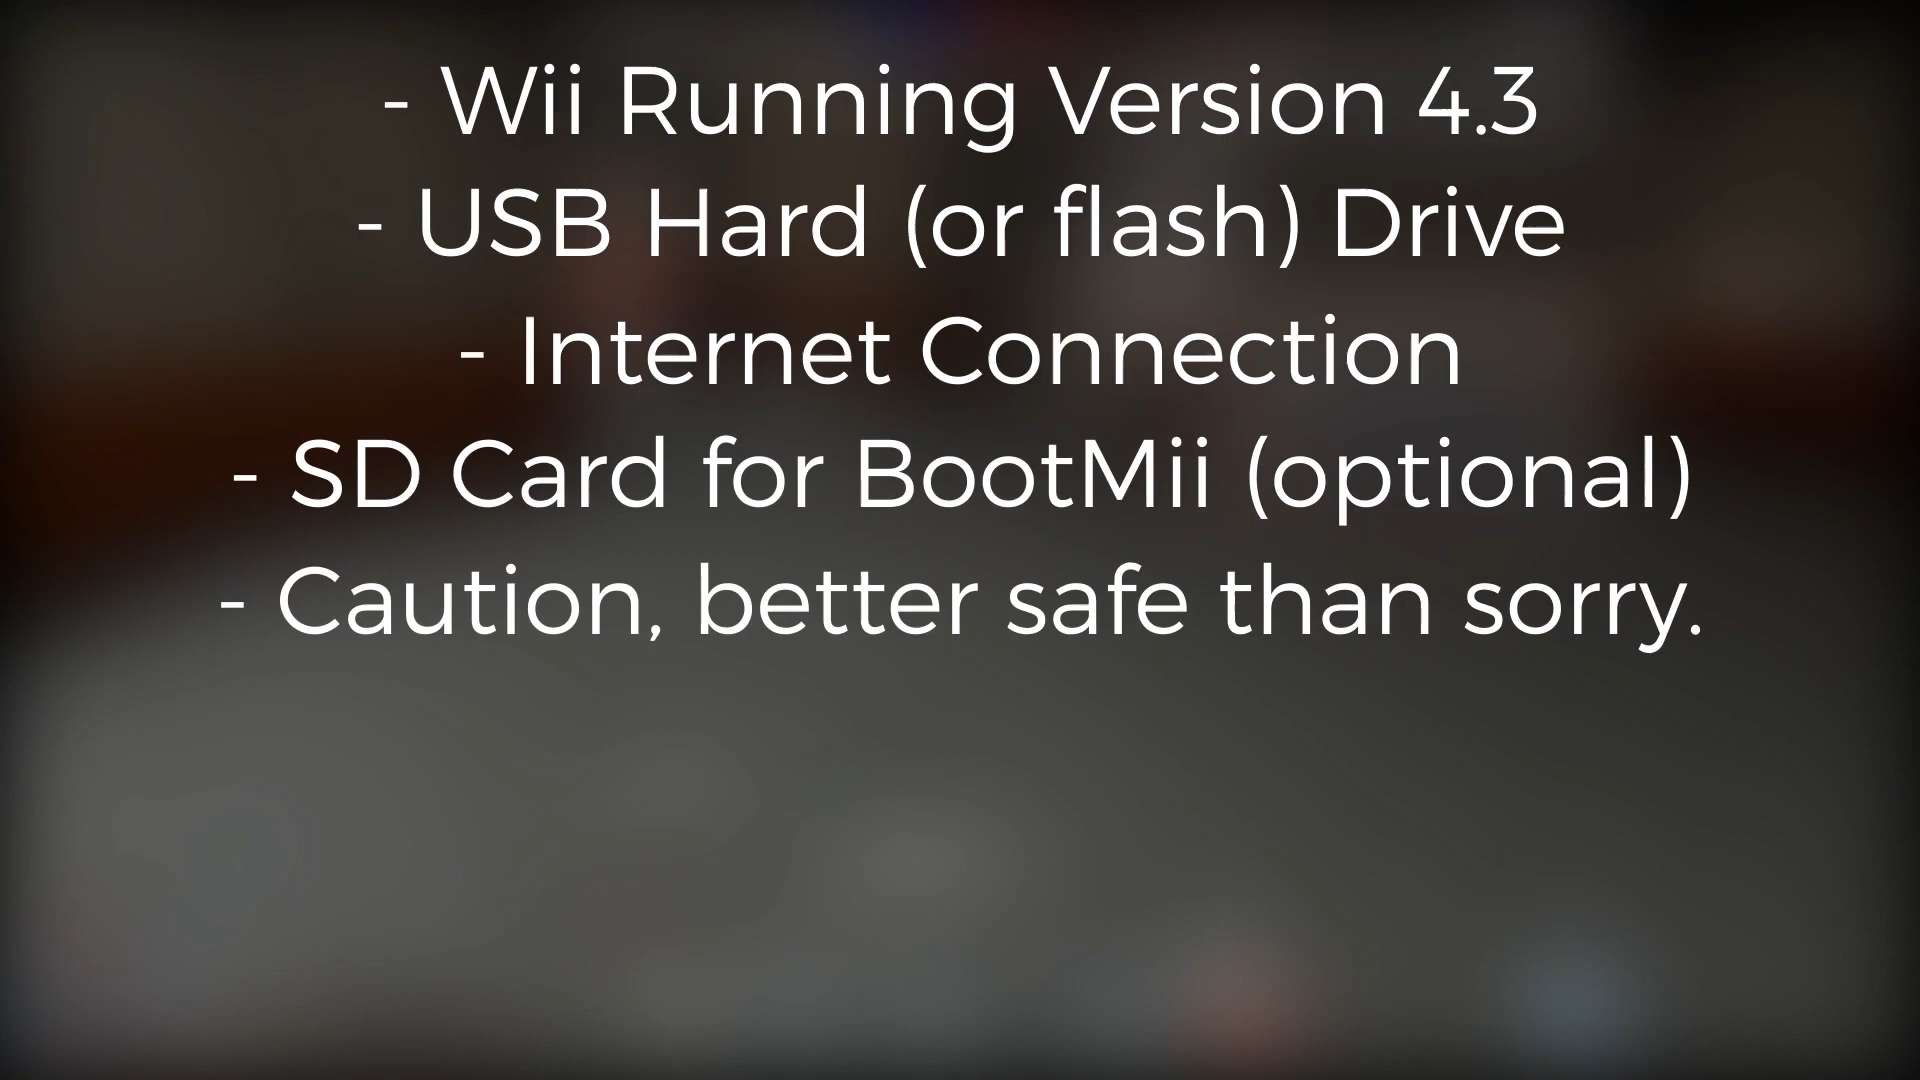 - Wii Running Version 4.3
- USB Hard (or flash) Drive
- Internet Connection
- SD Card for BootMii (optional)
- Caution, better safe than sorry.